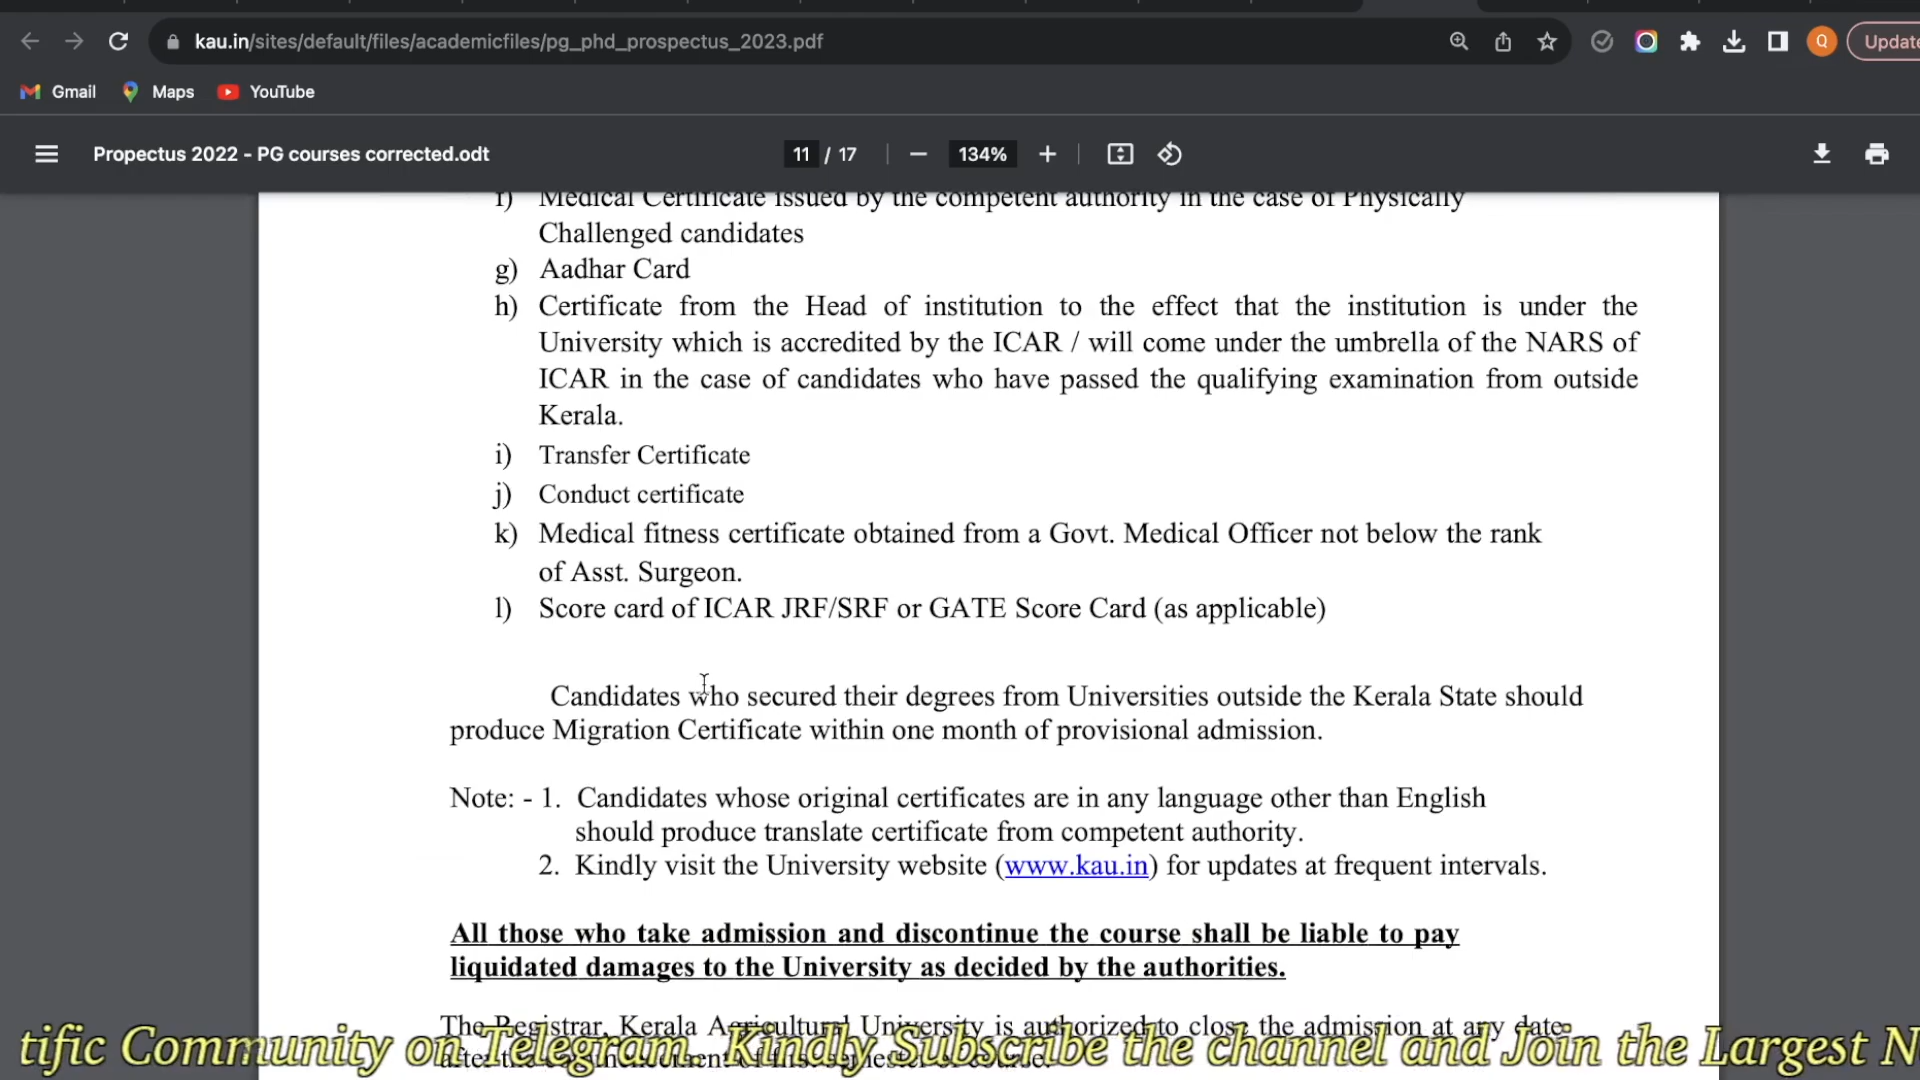 kau.in/sites/default/files/academicfiles/pg_phd_prospectus_2023.pdf
Q
Update
Gmail
Maps
YouTube
Propectus 2022 - PG courses corrected.odt
11 / 17
134%
f) Medical Certificate issued by the competent authority in the case of Physically
Challenged candidates
g) Aadhar Card
h) Certificate from the Head of institution to the effect that the institution is under the
University which is accredited by the ICAR / will come under the umbrella of the NARS of
ICAR in the case of candidates who have passed the qualifying examination from outside
Kerala.
i) Transfer Certificate
j) Conduct certificate
k) Medical fitness certificate obtained from a Govt. Medical Officer not below the rank
of Asst. Surgeon.
l) Score card of ICAR JRF/SRF or GATE Score Card (as applicable)
Candidates who secured their degrees from Universities outside the Kerala State should
produce Migration Certificate within one month of provisional admission.
Note: - 1. Candidates whose original certificates are in any language other than English
should produce translate certificate from competent authority.
2. Kindly visit the University website (www.kau.in) for updates at frequent intervals.
All those who take admission and discontinue the course shall be liable to pay
liquidated damages to the University as decided by the authorities.
The Registrar, Kerala Agricultural University is authorized to close the admission at any date
after the commencement of first semester of course.
tific Community on Telegram. Kindly Subscribe the channel and Join the Largest N